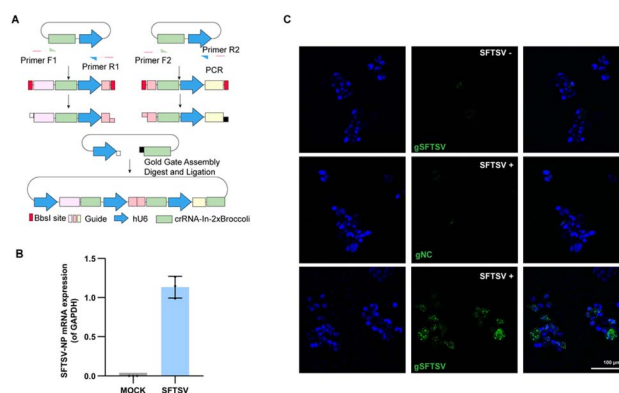 A
Primer F1
Primer R1
Primer F2
Primer R2
PCR
Gold Gate Assembly
Digest and Ligation
BbsI site
Guide
hU6
crRNA-In-2xBroccoli
B
SFTSV-NP mRNA expression
(of GAPDH)
1.5
1.0
0.5
0.0
MOCK
SFTSV
C
SFTSV -
gSFTSV
SFTSV +
gNC
SFTSV +
gSFTSV
100 μm